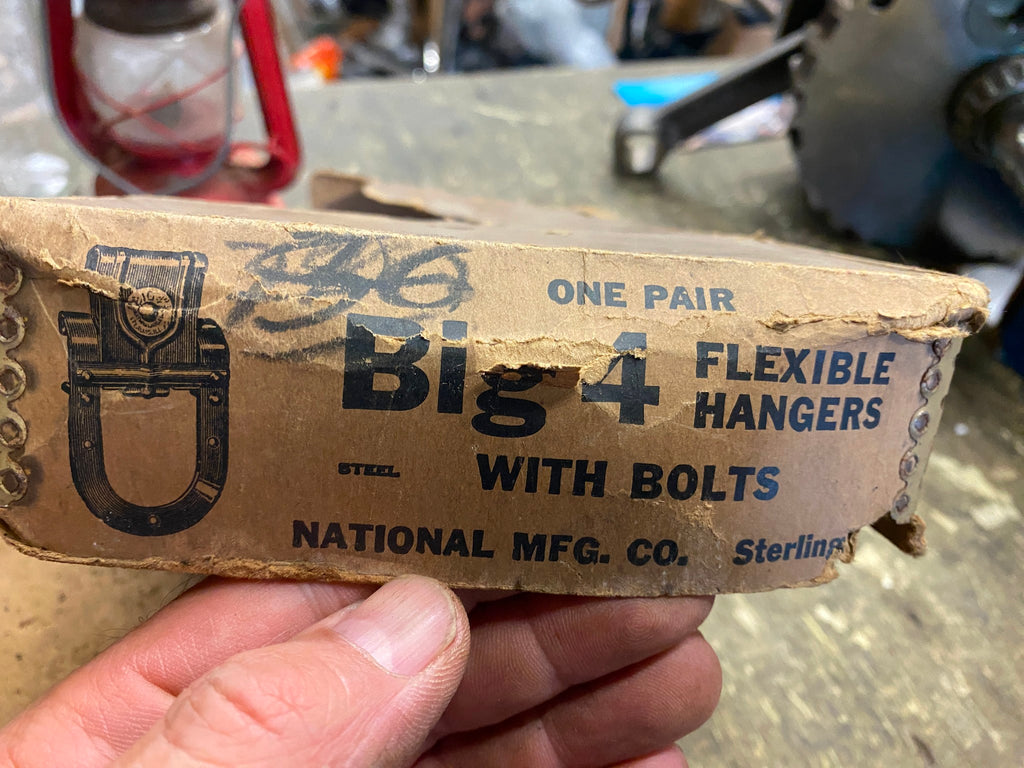 ONE PAIR
Big 4 FLEXIBLE HANGERS
STEEL WITH BOLTS
NATIONAL MFG. CO. Sterling